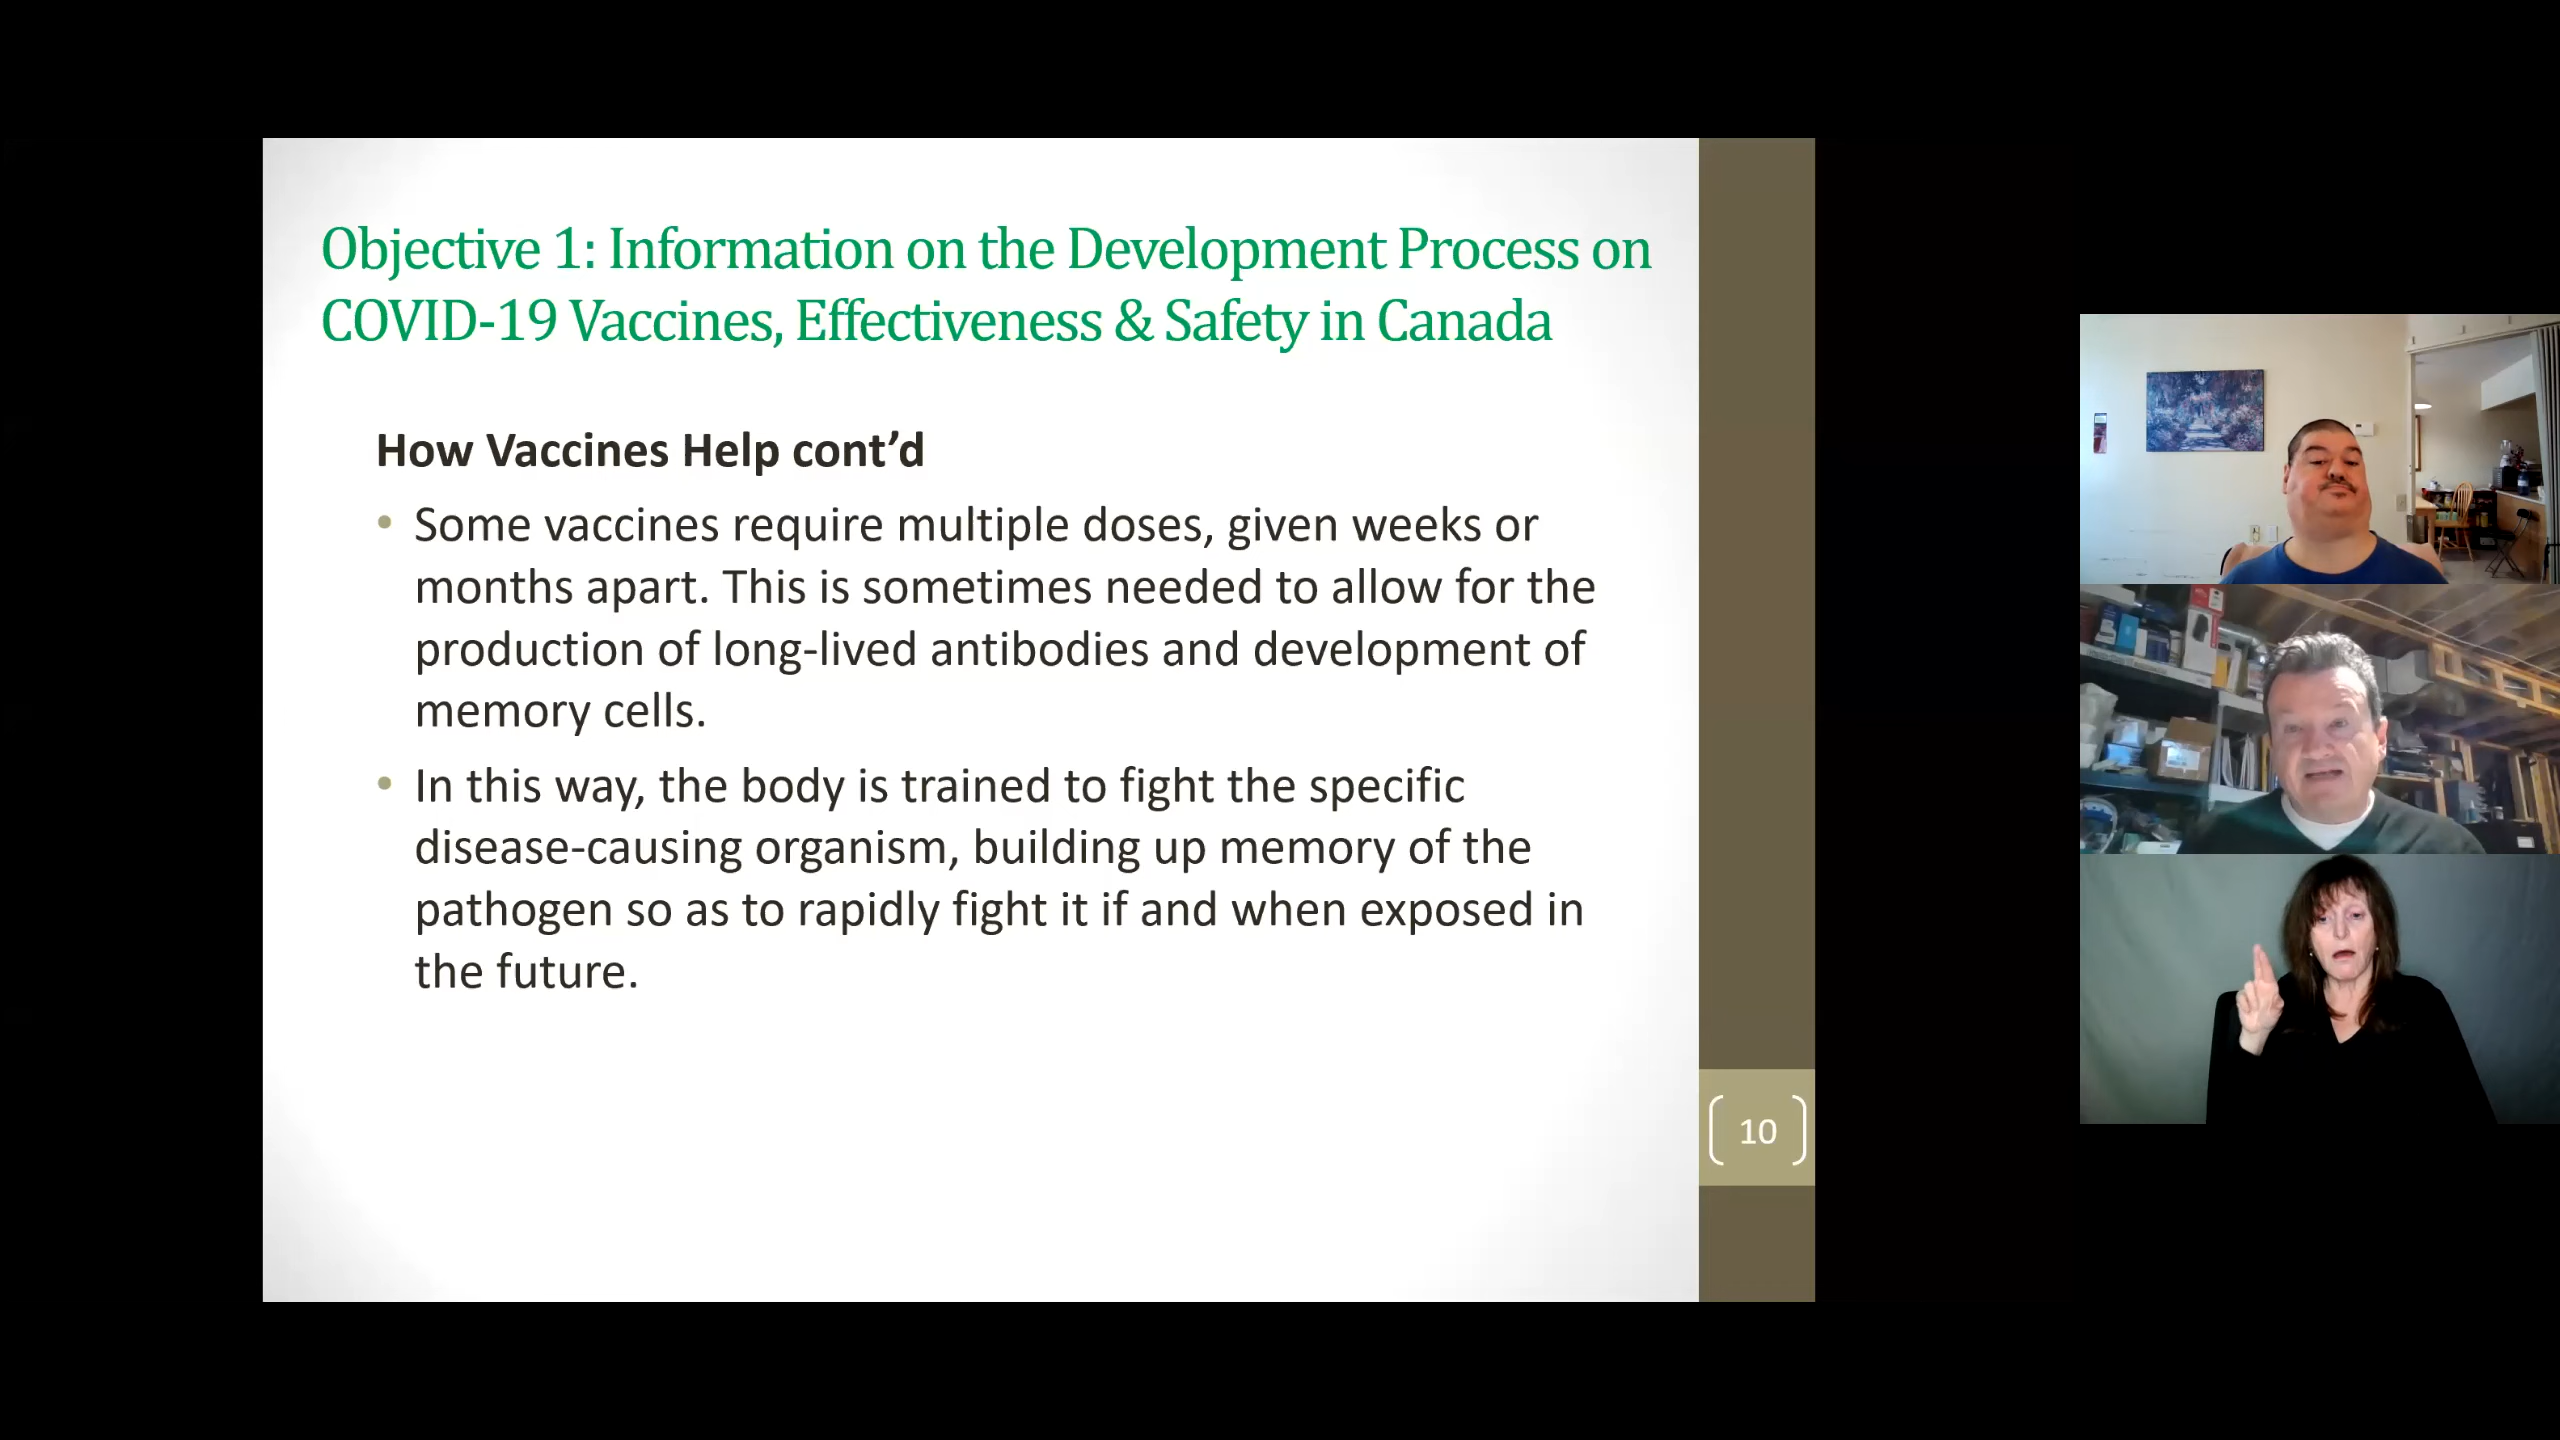 Objective 1: Information on the Development Process on
COVID-19 Vaccines, Effectiveness & Safety in Canada
How Vaccines Help cont’d
• Some vaccines require multiple doses, given weeks or
months apart. This is sometimes needed to allow for the
production of long-lived antibodies and development of
memory cells.
• In this way, the body is trained to fight the specific
disease-causing organism, building up memory of the
pathogen so as to rapidly fight it if and when exposed in
the future.
10